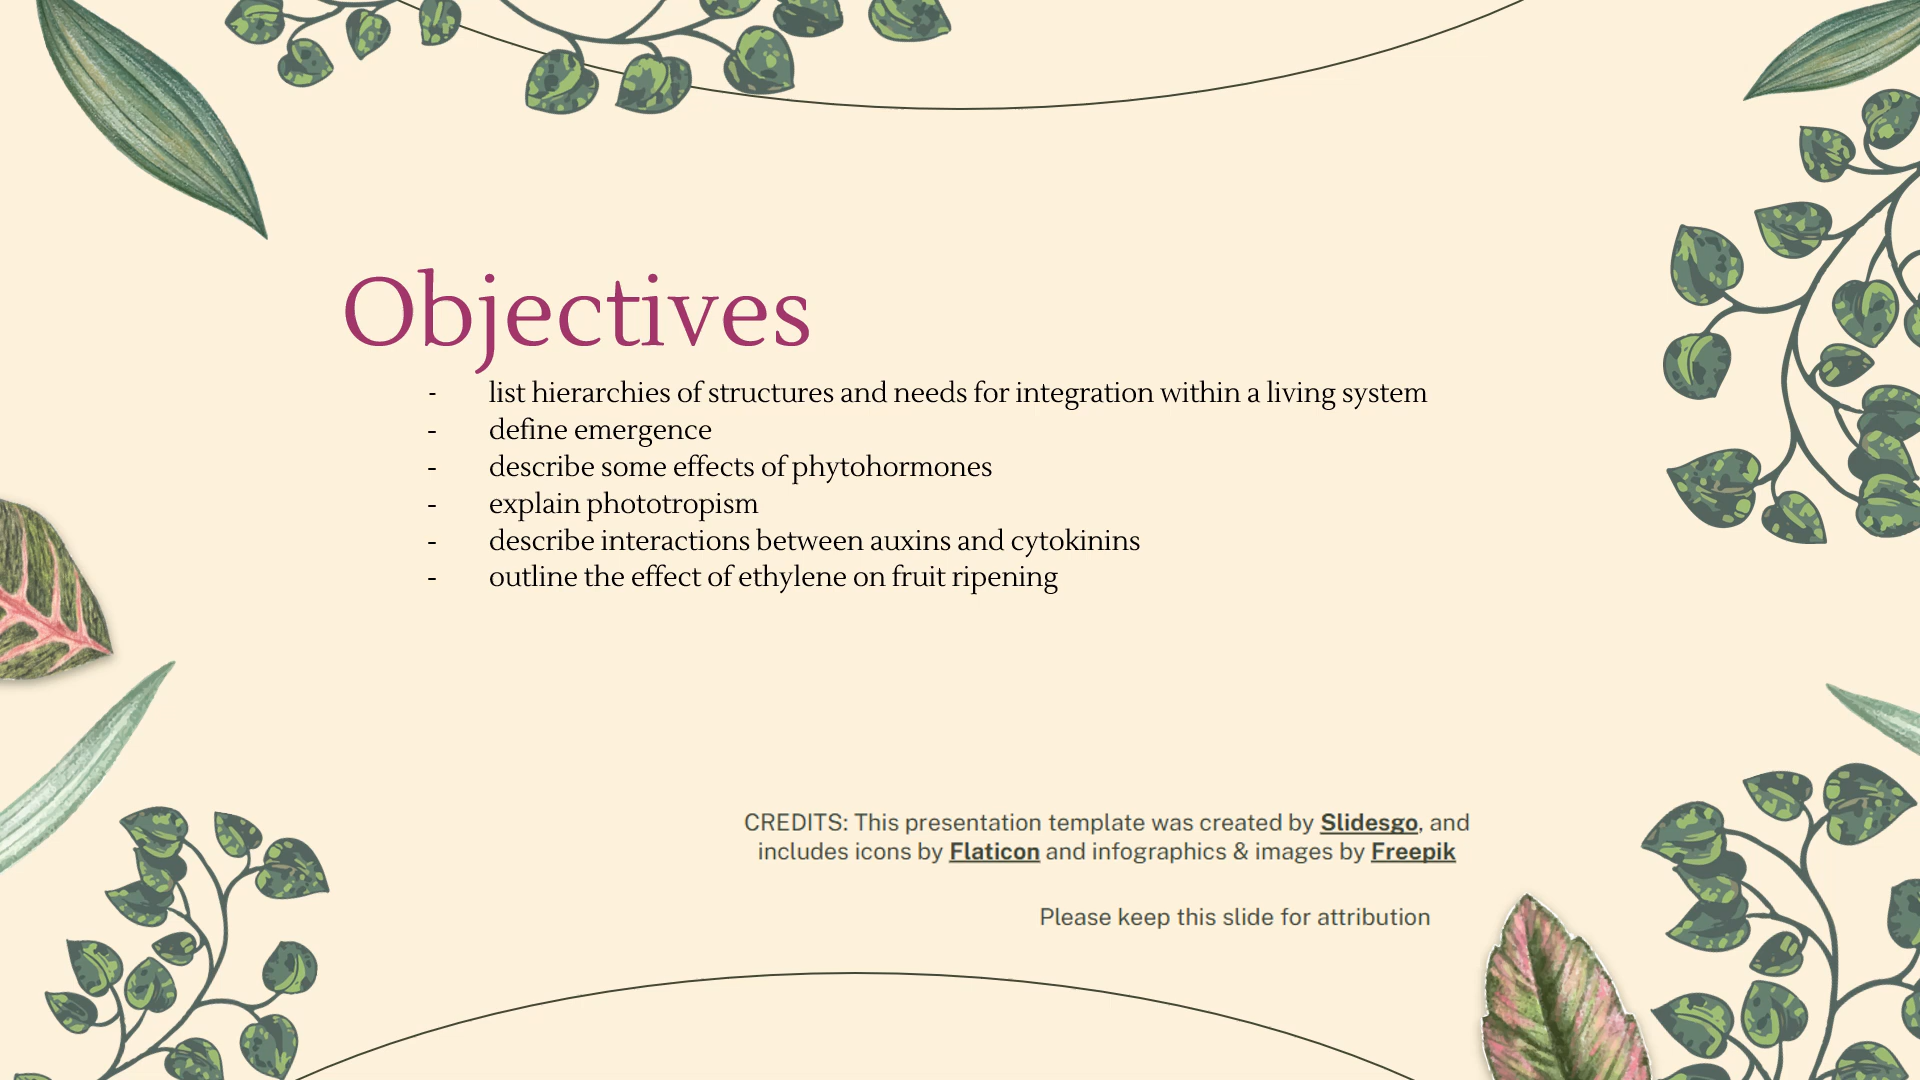 Objectives
- list hierarchies of structures and needs for integration within a living system
- define emergence
- describe some effects of phytohormones
- explain phototropism
- describe interactions between auxins and cytokinins
- outline the effect of ethylene on fruit ripening
CREDITS: This presentation template was created by Slidesgo, and
includes icons by Flaticon and infographics & images by Freepik
Please keep this slide for attribution